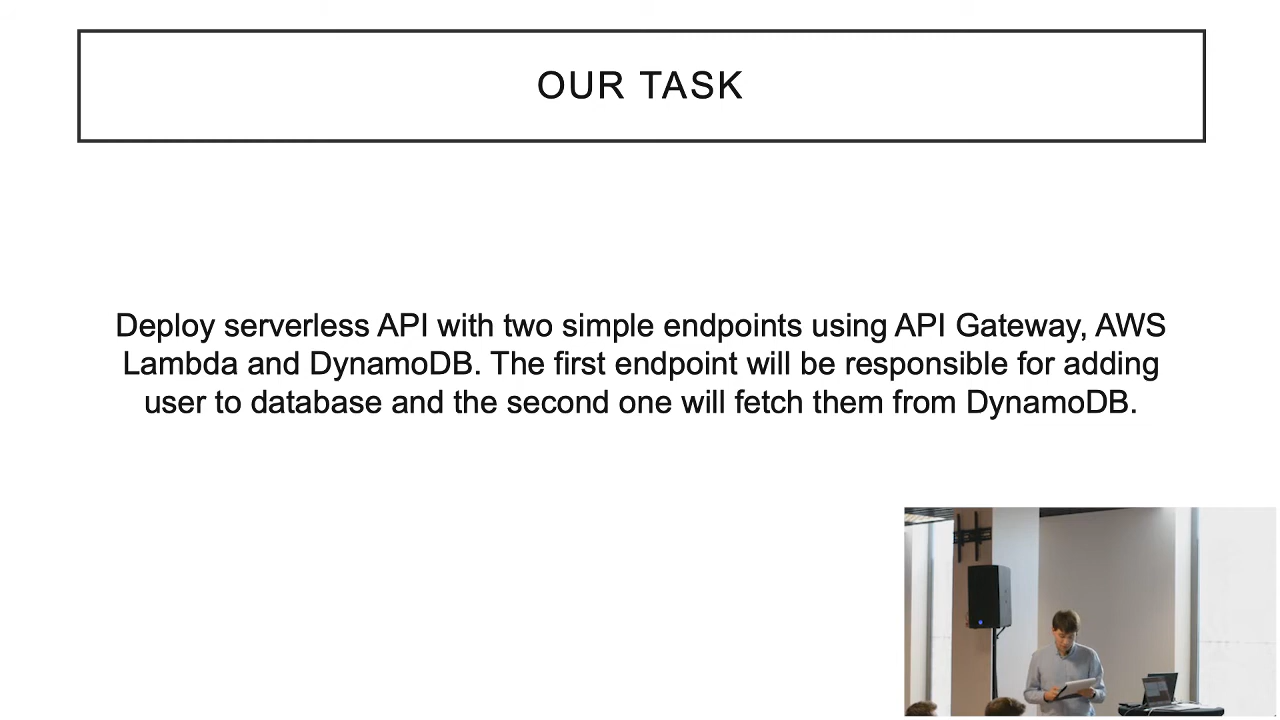 OUR TASK
Deploy serverless API with two simple endpoints using API Gateway, AWS
Lambda and DynamoDB. The first endpoint will be responsible for adding
user to database and the second one will fetch them from DynamoDB.